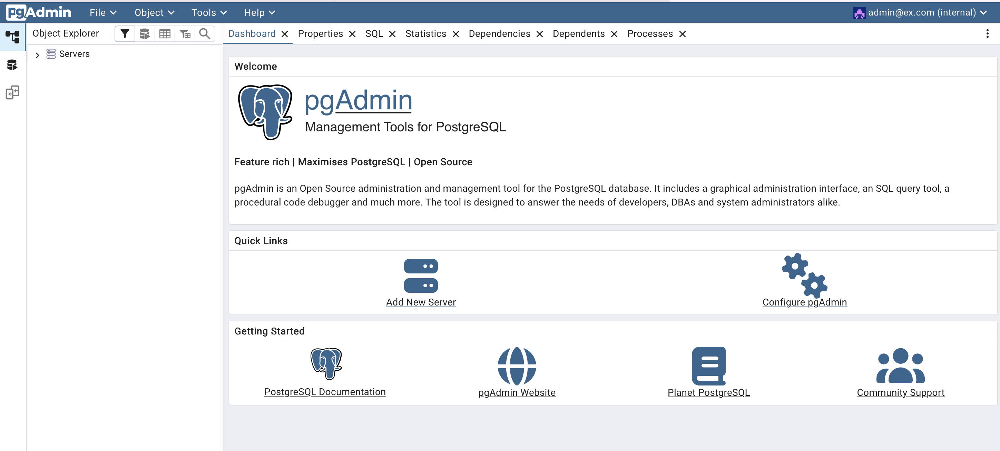 pgAdmin File Object Tools Help admin@ex.com (internal)
Object Explorer
Dashboard Properties SQL Statistics Dependencies Dependents Processes
Servers
Welcome
pgAdmin
Management Tools for PostgreSQL
Feature rich | Maximises PostgreSQL | Open Source
pgAdmin is an Open Source administration and management tool for the PostgreSQL database. It includes a graphical administration interface, an SQL query tool, a
procedural code debugger and much more. The tool is designed to answer the needs of developers, DBAs and system administrators alike.
Quick Links
Add New Server Configure pgAdmin
Getting Started
PostgreSQL Documentation pgAdmin Website Planet PostgreSQL Community Support